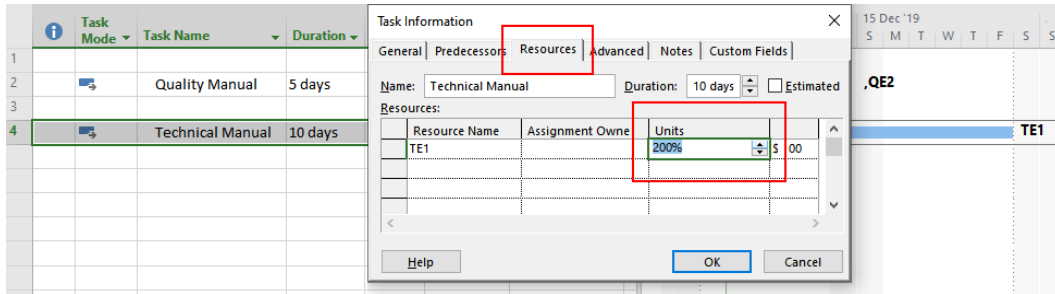 Task Mode Task Name Duration
1
2 Quality Manual 5 days
3
4 Technical Manual 10 days
Task Information
General Predecessors Resources Advanced Notes Custom Fields
Name: Technical Manual Duration: 10 days Estimated
Resources:
Resource Name Assignment Owne Units
TE1 200% $ 00
Help OK Cancel
15 Dec '19
S M T W T F S S
,QE2
TE1